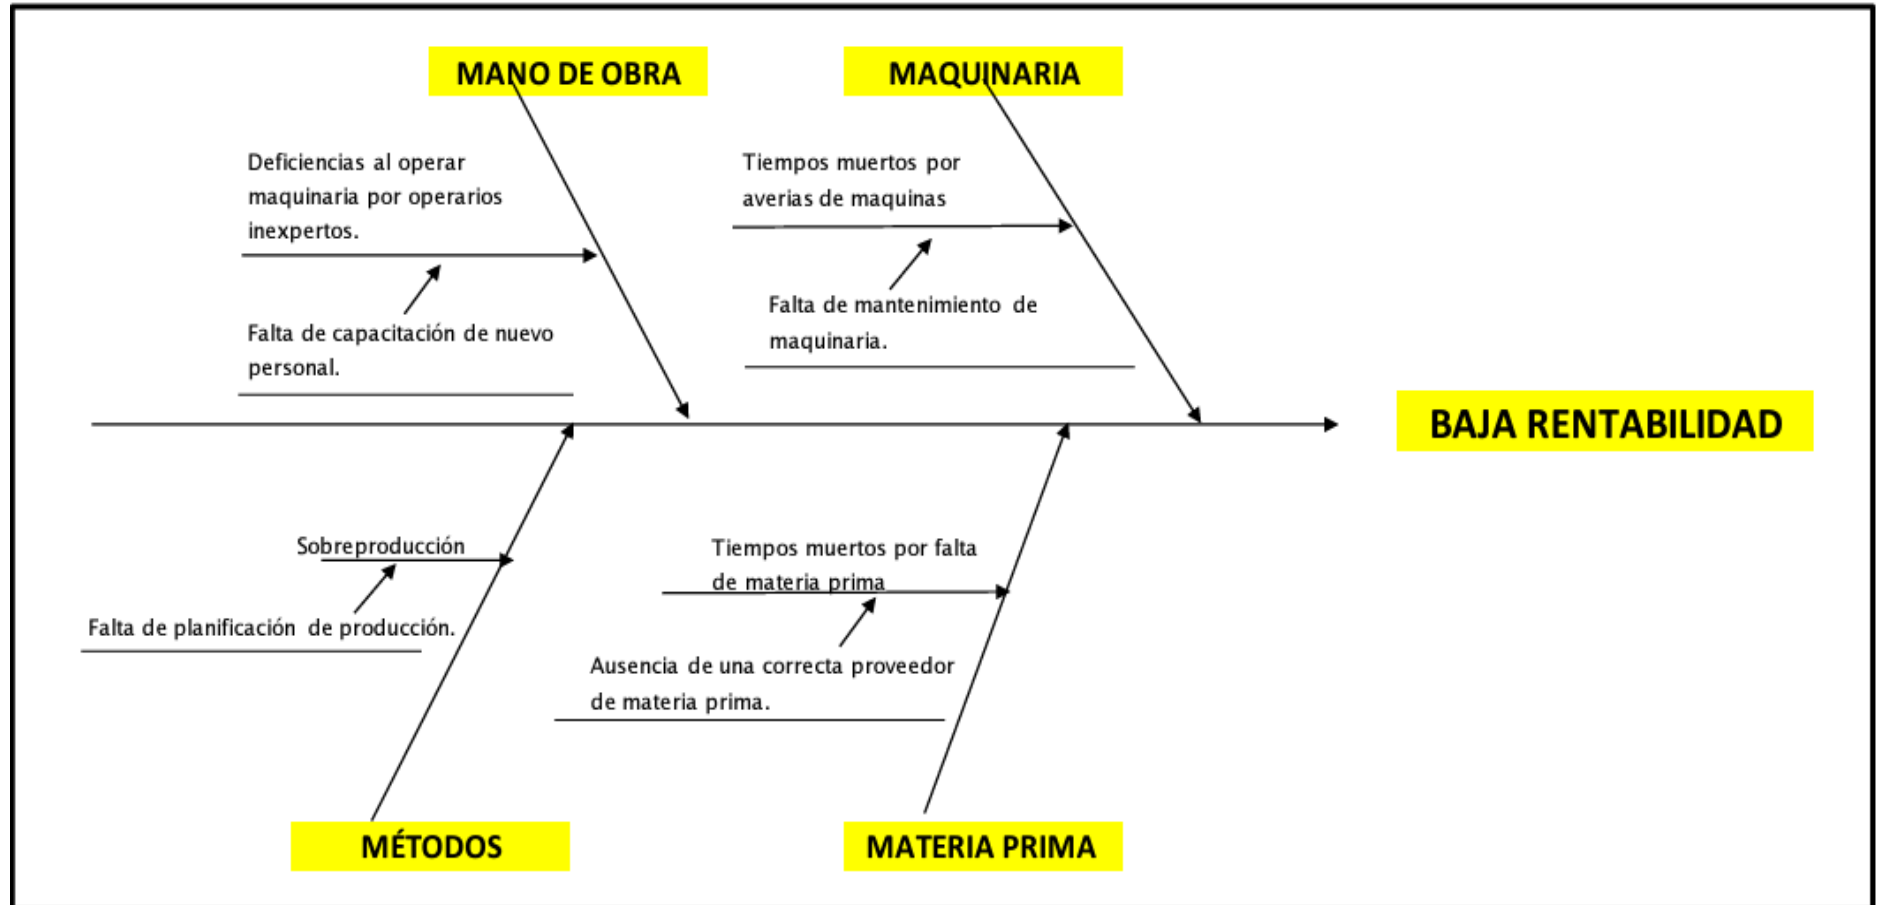 MANO DE OBRA
MAQUINARIA
Deficiencias al operar
maquinaria por operarios
inexpertos.
Tiempos muertos por
averias de maquinas
Falta de capacitación de nuevo
personal.
Falta de mantenimiento de
maquinaria.
BAJA RENTABILIDAD
Sobreproducción
Falta de planificación de producción.
Tiempos muertos por falta
de materia prima
Ausencia de una correcta proveedor
de materia prima.
MÉTODOS
MATERIA PRIMA